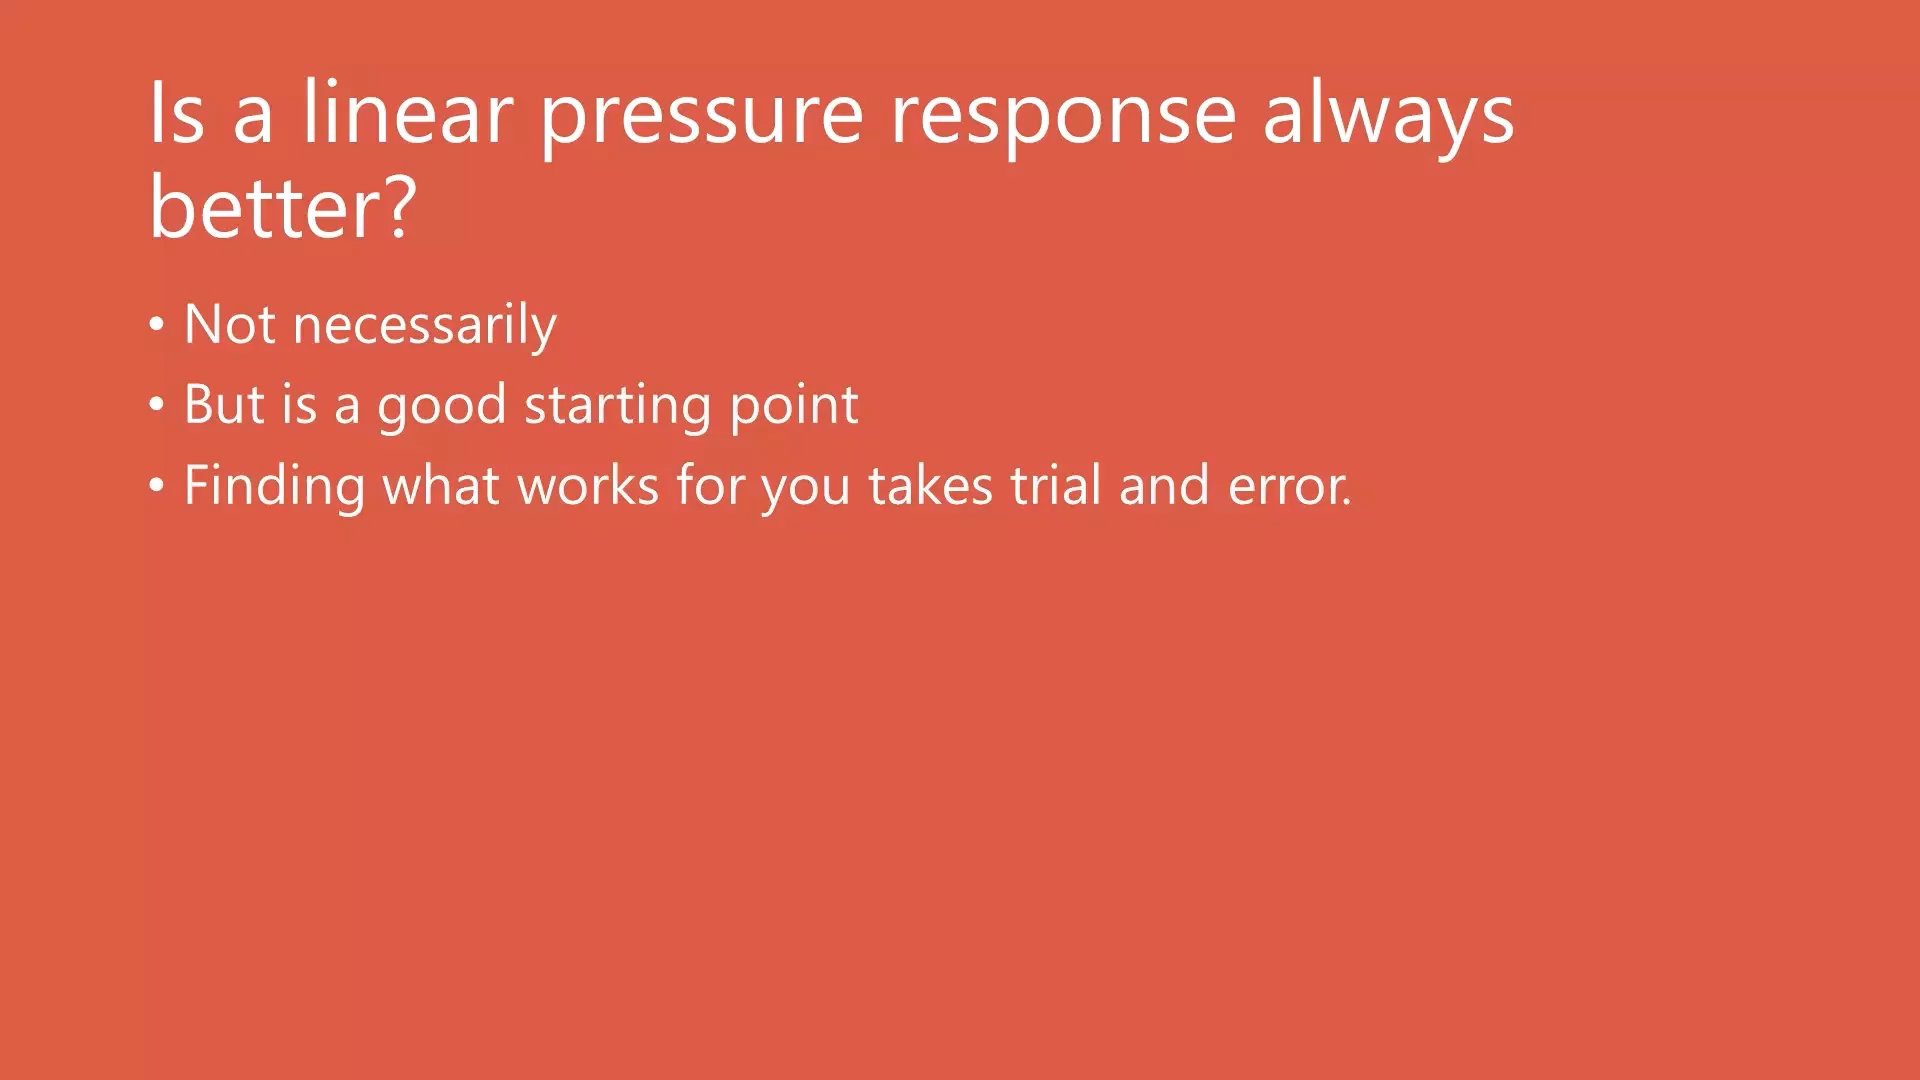 Is a linear pressure response always
better?
• Not necessarily
• But is a good starting point
• Finding what works for you takes trial and error.